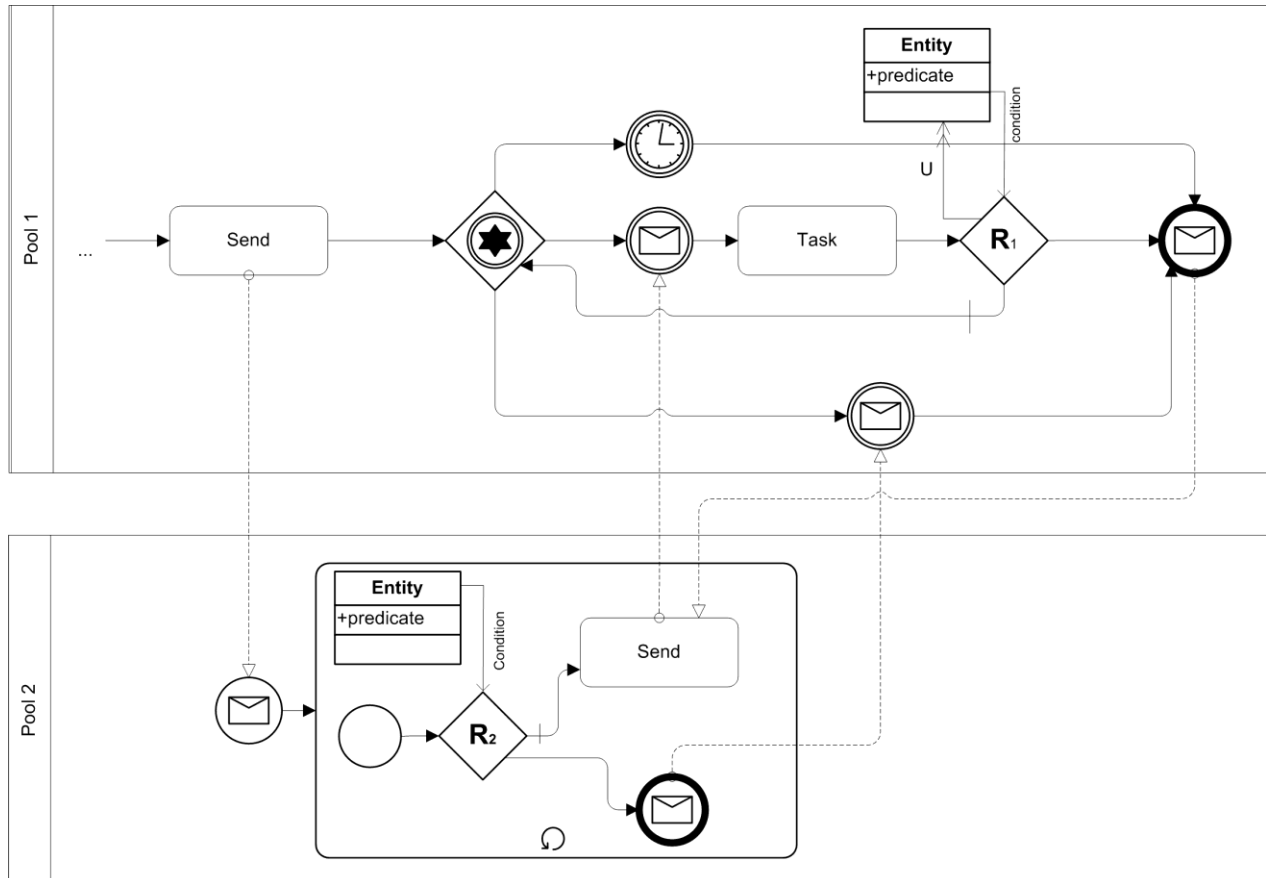 Pool 1
...
Send
Entity
+predicate
condition
U
Task
R1
Pool 2
Entity
+predicate
Condition
R2
Send